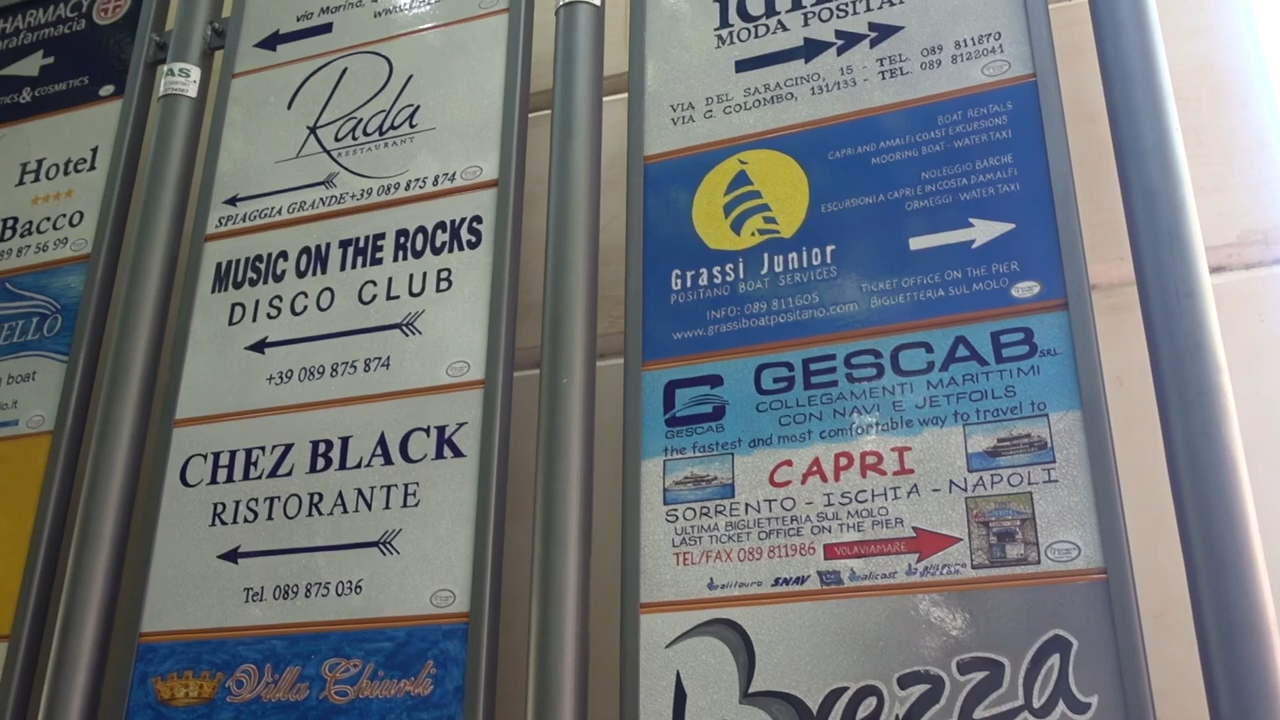 PHARMACY
parafarmacia
TICS & COSMETICS
Hotel
Bacco
89 87 56 99
ELLO
boat
AS
via Marina,
Rada
RESTAURANT
SPIAGGIA GRANDE +39 089 875 874
MUSIC ON THE ROCKS
DISCO CLUB
+39 089 875 874
CHEZ BLACK
RISTORANTE
Tel. 089 875 036
Villa Chiarli
MODA POSITA
VIA DEL SARACINO, 15 - TEL. 089 811870
VIA G. COLOMBO, 131/133 - TEL. 089 8122041
BOAT RENTALS
CAPRI AND AMALFI COAST EXCURSIONS
MOORING BOAT - WATER TAXI
NOLEGGIO BARCHE
ESCURSIONI A CAPRI E IN COSTA D'AMALFI
ORMEGGI - WATER TAXI
Grassi Junior
POSITANO BOAT SERVICES
INFO: 089 811605
www.grassiboatpositano.com
TICKET OFFICE ON THE PIER
BIGLIETTERIA SUL MOLO
GESCAB SRL
GESCAB
COLLEGAMENTI MARITTIMI
CON NAVI E JETFOILS
the fastest and most comfortable way to travel to
CAPRI
SORRENTO - ISCHIA - NAPOLI
ULTIMA BIGLIETTERIA SUL MOLO
LAST TICKET OFFICE ON THE PIER
TEL/FAX 089 811986
VOLAVIAMARE
alilauro SNAV alicast
Brezza